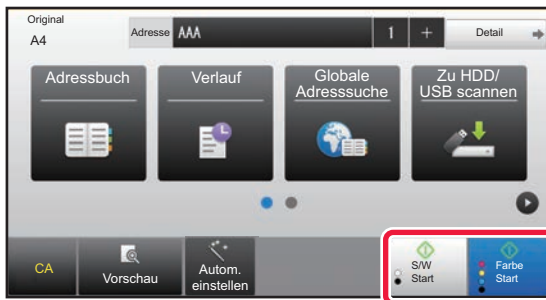 Original
A4
Adresse AAA 1 + Detail
Adressbuch
Verlauf
Globale
Adresssuche
Zu HDD/
USB scannen
CA
Vorschau
Autom.
einstellen
S/W
Start
Farbe
Start